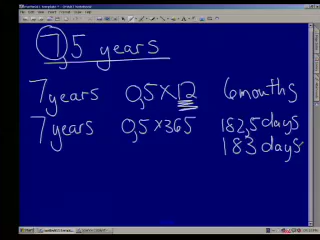 7,5 years
7 years 0,5 × 12 6 months
7 years 0,5 × 365 182,5 days
183 days